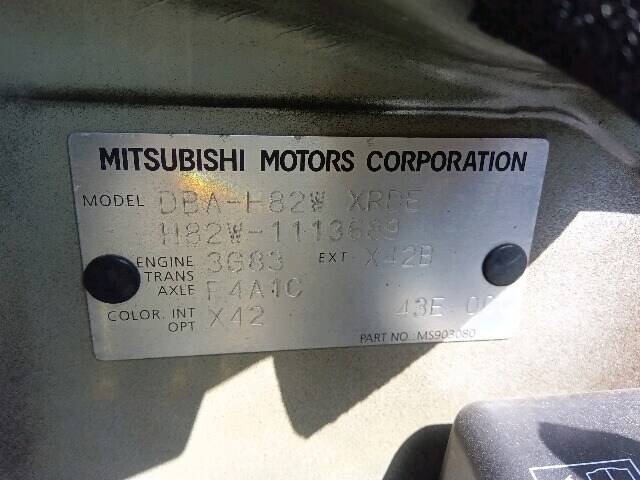 MITSUBISHI MOTORS CORPORATION
MODEL DBA-H82W XRDE
H82W-1113689
ENGINE 3G83 EXT X42B
TRANS AXLE F4A1C
COLOR, INT OPT X42 43E
PART NO. MS903080